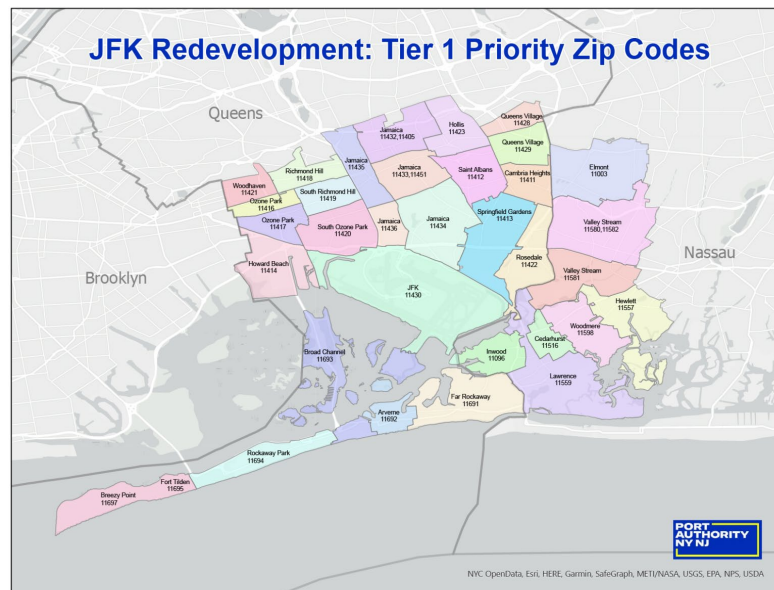 JFK Redevelopment: Tier 1 Priority Zip Codes
Queens
Queens Village
11428
Hollis
11423
Jamaica
11432,11405
Queens Village
11429
Jamaica
11435
Richmond Hill
11418
Jamaica
11433,11451
Saint Albans
11412
Cambria Heights
11411
Elmont
11003
Woodhaven
11421
South Richmond Hill
11419
Ozone Park
11416
Ozone Park
11417
South Ozone Park
11420
Jamaica
11436
Jamaica
11434
Springfield Gardens
11413
Valley Stream
11580,11582
Nassau
Rosedale
11422
Howard Beach
11414
Brooklyn
Valley Stream
11581
JFK
11430
Hewlett
11557
Woodmere
11598
Cedarhurst
11516
Broad Channel
11693
Inwood
11096
Lawrence
11559
Far Rockaway
11691
Arverne
11692
Rockaway Park
11694
Fort Tilden
11695
Breezy Point
11697
PORT
AUTHORITY
NY NJ
NYC OpenData, Esri, HERE, Garmin, SafeGraph, METI/NASA, USGS, EPA, NPS, USDA